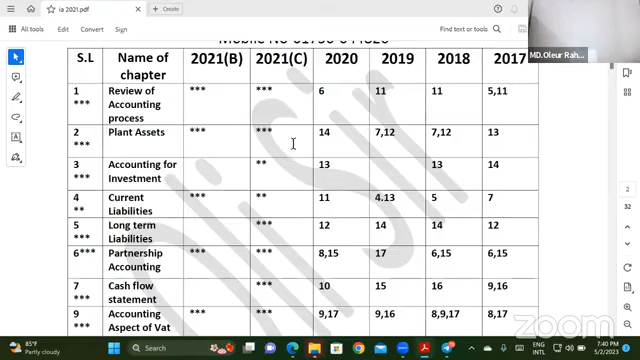 ia 2021.pdf
+ Create
All tools Edit Convert Sign
Find text or tools
MD.Oleur Rah...
S.L Name of chapter 2021(B) 2021(C) 2020 2019 2018 2017
1 *** Review of Accounting process *** *** 6 11 11 5,11
2 *** Plant Assets *** *** 14 7,12 7,12 13
3 *** Accounting for Investment ** 13 13 14
4 ** Current Liabilities *** ** 11 4.13 5 7
5 *** Long term Liabilities *** 12 14 14 12
6*** Partnership Accounting *** *** 8,15 17 6,15 6,15
7 *** Cash flow statement *** 10 15 16 9,16
9 *** Accounting Aspect of Vat *** *** 9,17 9,16 8,9,17 8,17
Oli Sir
2
32
zoom
85°F
Partly cloudy
Search
ENG
INTL
7:40 PM
5/2/2023